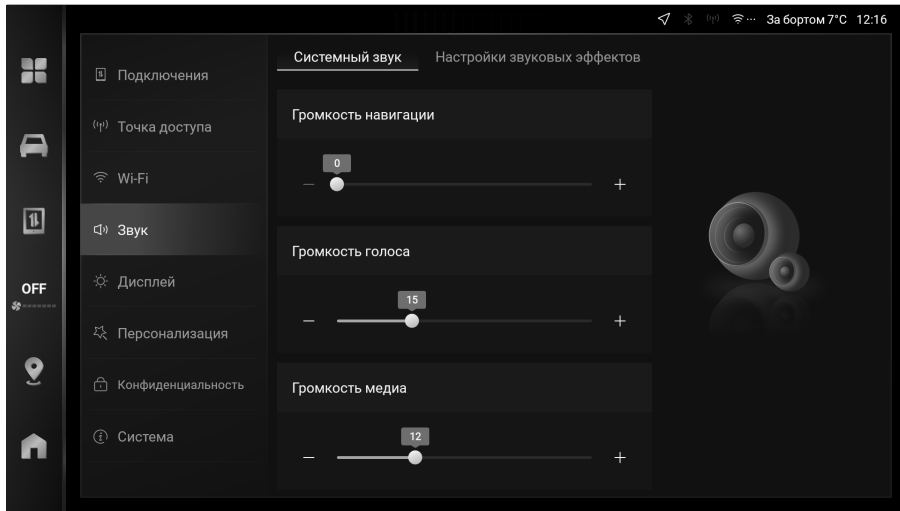 За бортом 7°C 12:16
Системный звук Настройки звуковых эффектов
Подключения
Точка доступа
Wi-Fi
Звук
Дисплей
Персонализация
Конфиденциальность
Система
OFF
Громкость навигации
0
Громкость голоса
15
Громкость медиа
12